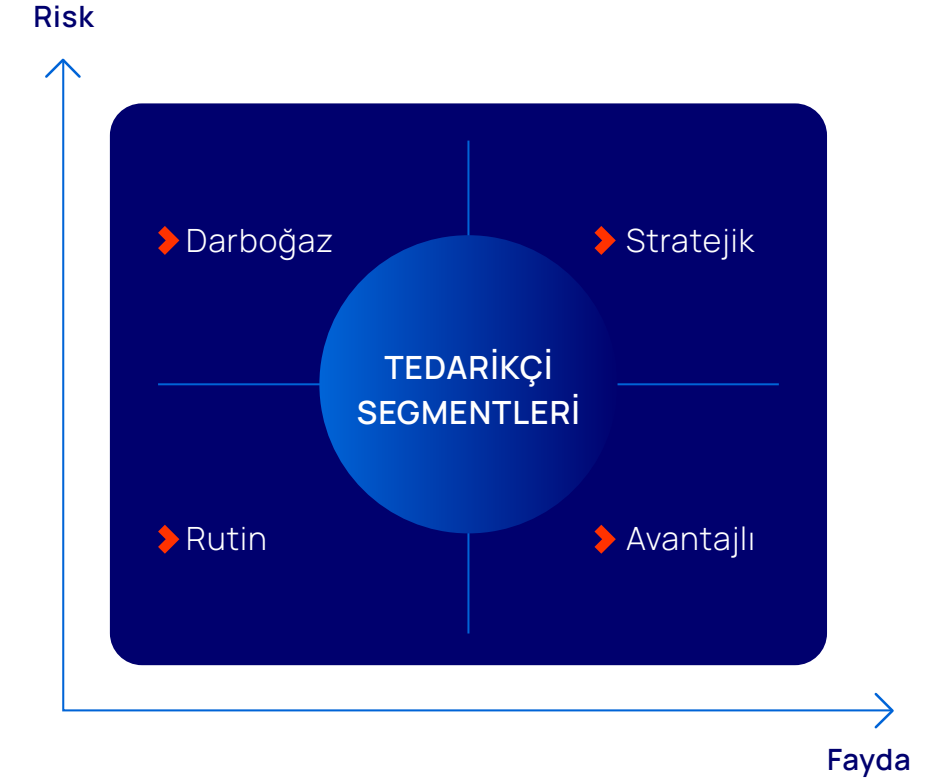 Risk
Darboğaz
Stratejik
TEDARİKÇİ
SEGMENTLERİ
Rutin
Avantajlı
Fayda